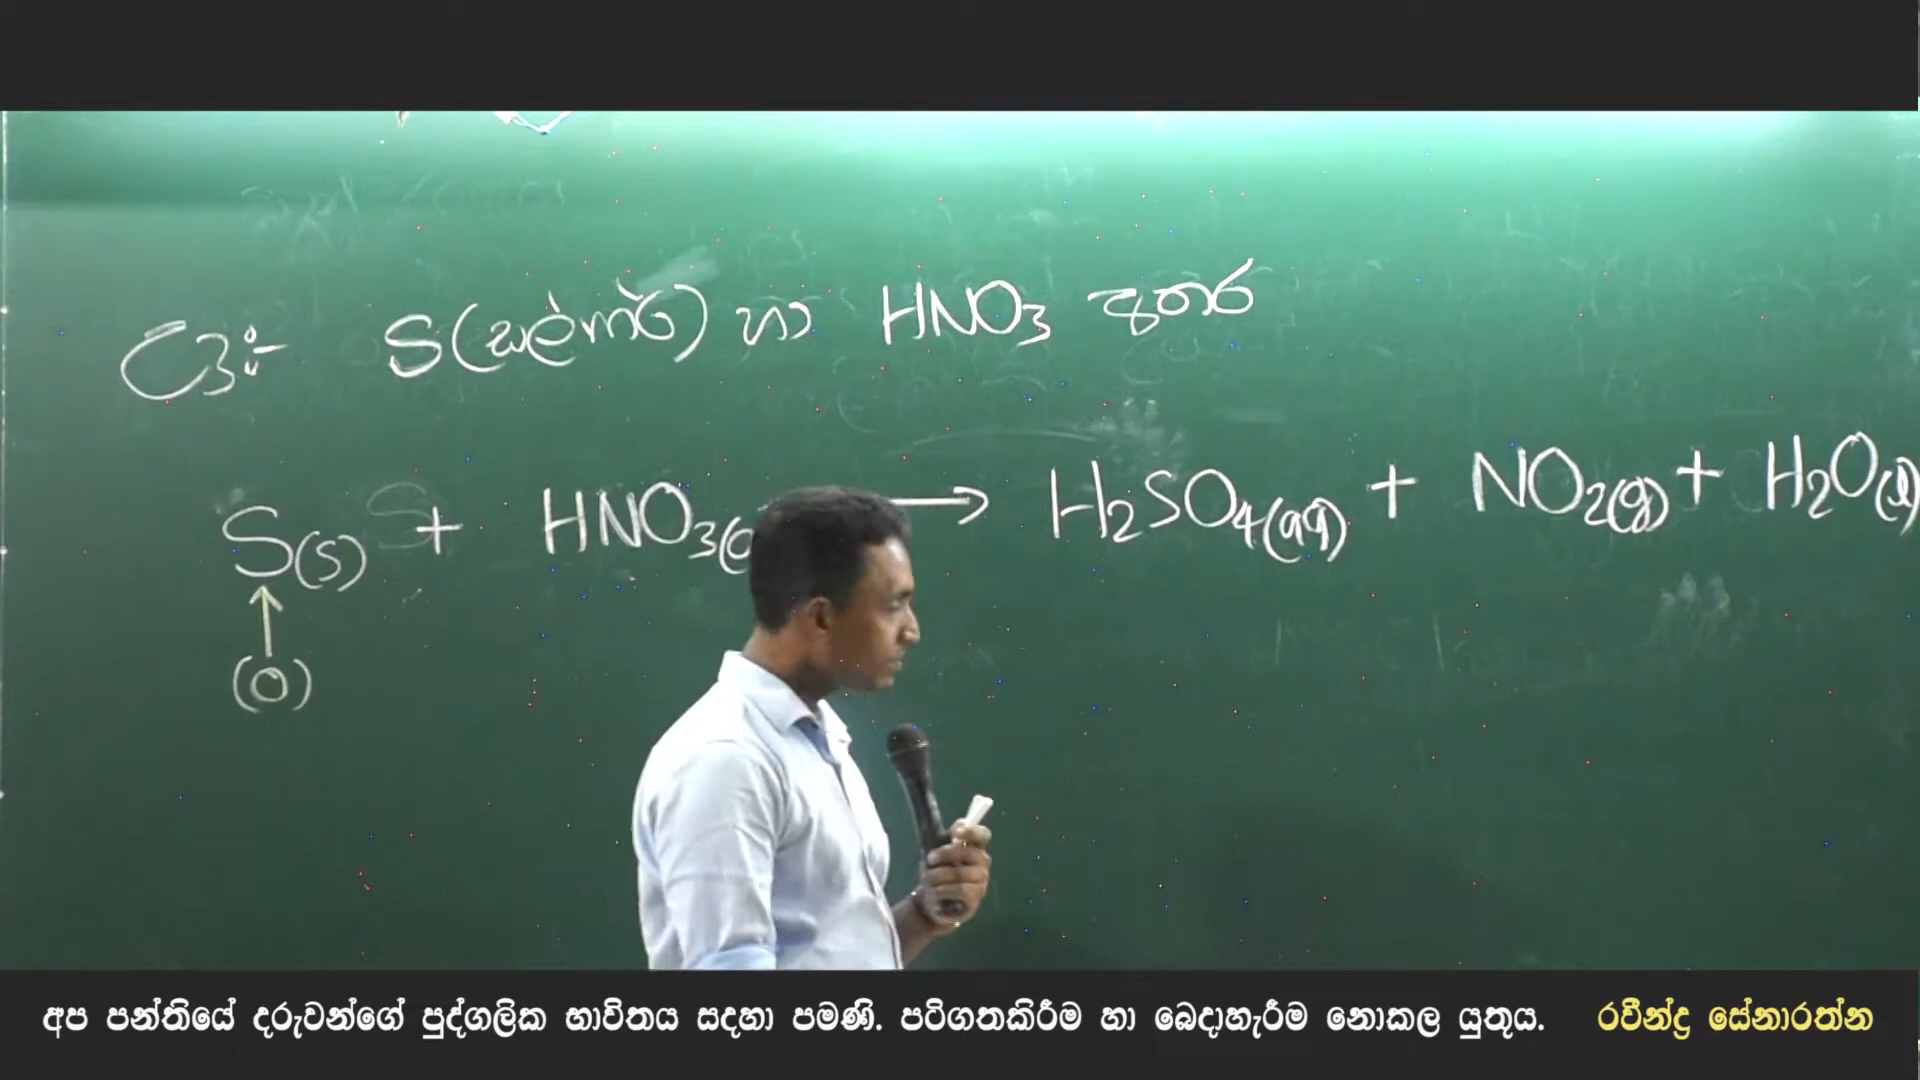 උදා:- S (සල්ෆර්) හා HNO3 අතර
S(s) + HNO3( → H2SO4(aq) + NO2(g) + H2O(l)
(0)
අප පන්තියේ දරුවන්ගේ පුද්ගලික භාවිතය සදහා පමණි. පටිගතකිරීම හා බෙදාහැරීම නොකල යුතුය. රවීන්ද්‍ර සේනාරත්න